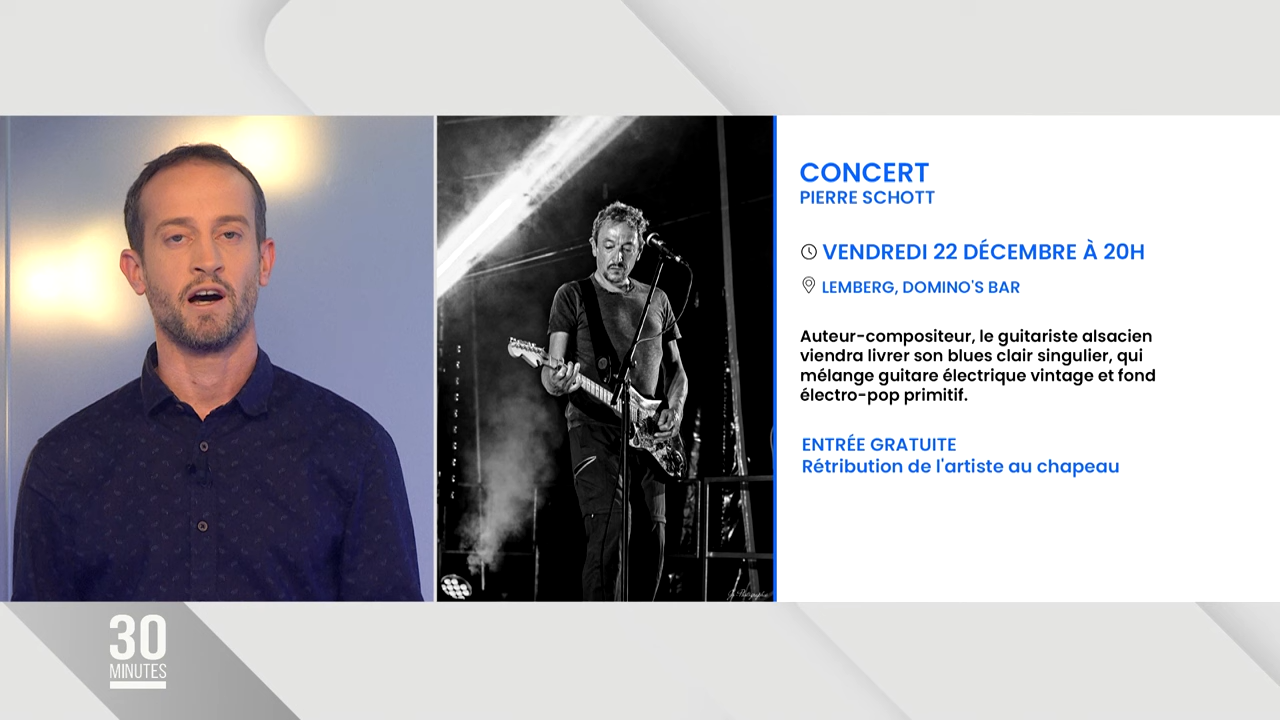 CONCERT
PIERRE SCHOTT
VENDREDI 22 DÉCEMBRE À 20H
LEMBERG, DOMINO'S BAR
Auteur-compositeur, le guitariste alsacien
viendra livrer son blues clair singulier, qui
mélange guitare électrique vintage et fond
électro-pop primitif.
ENTRÉE GRATUITE
Rétribution de l'artiste au chapeau
30
MINUTES